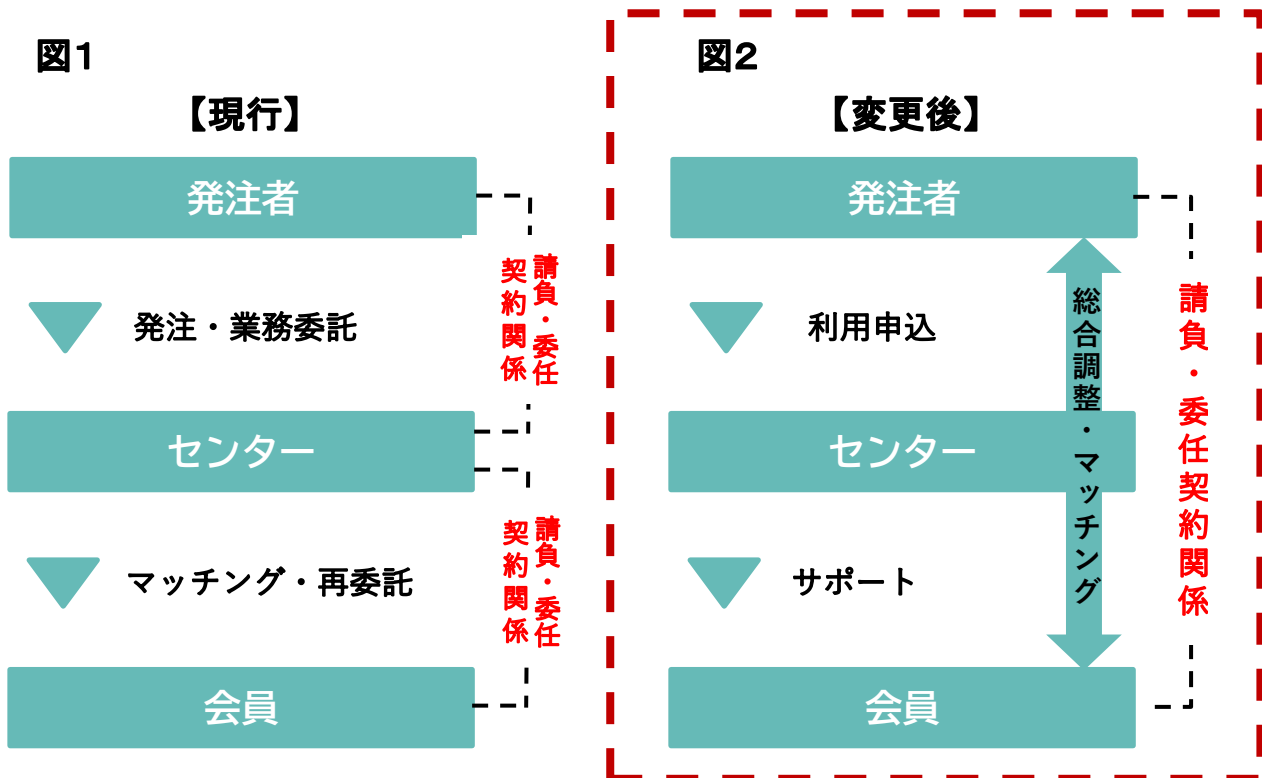 図1
【現行】
発注者
発注・業務委託
請負・委任
契約関係
センター
マッチング・再委託
請負・委任
契約関係
会員
図2
【変更後】
発注者
利用申込
センター
サポート
会員
総合調整・マッチング
請負・委任契約関係